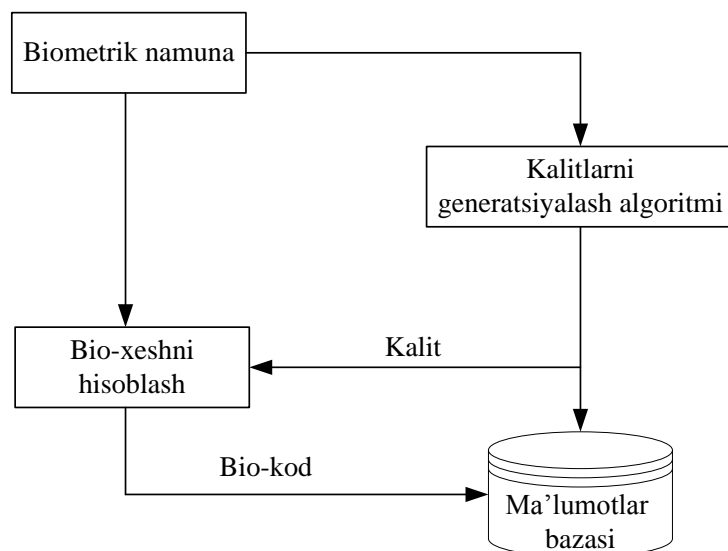 Biometrik namuna
Kalitlarni
generatsiyalash algoritmi
Bio-xeshni
hisoblash
Kalit
Bio-kod
Ma’lumotlar
bazasi